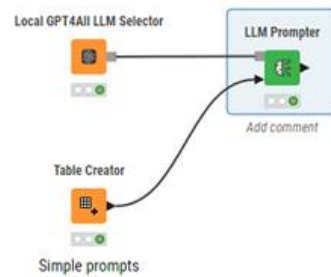 Local GPT4All LLM Selector
LLM Prompter
Add comment
Table Creator
Simple prompts